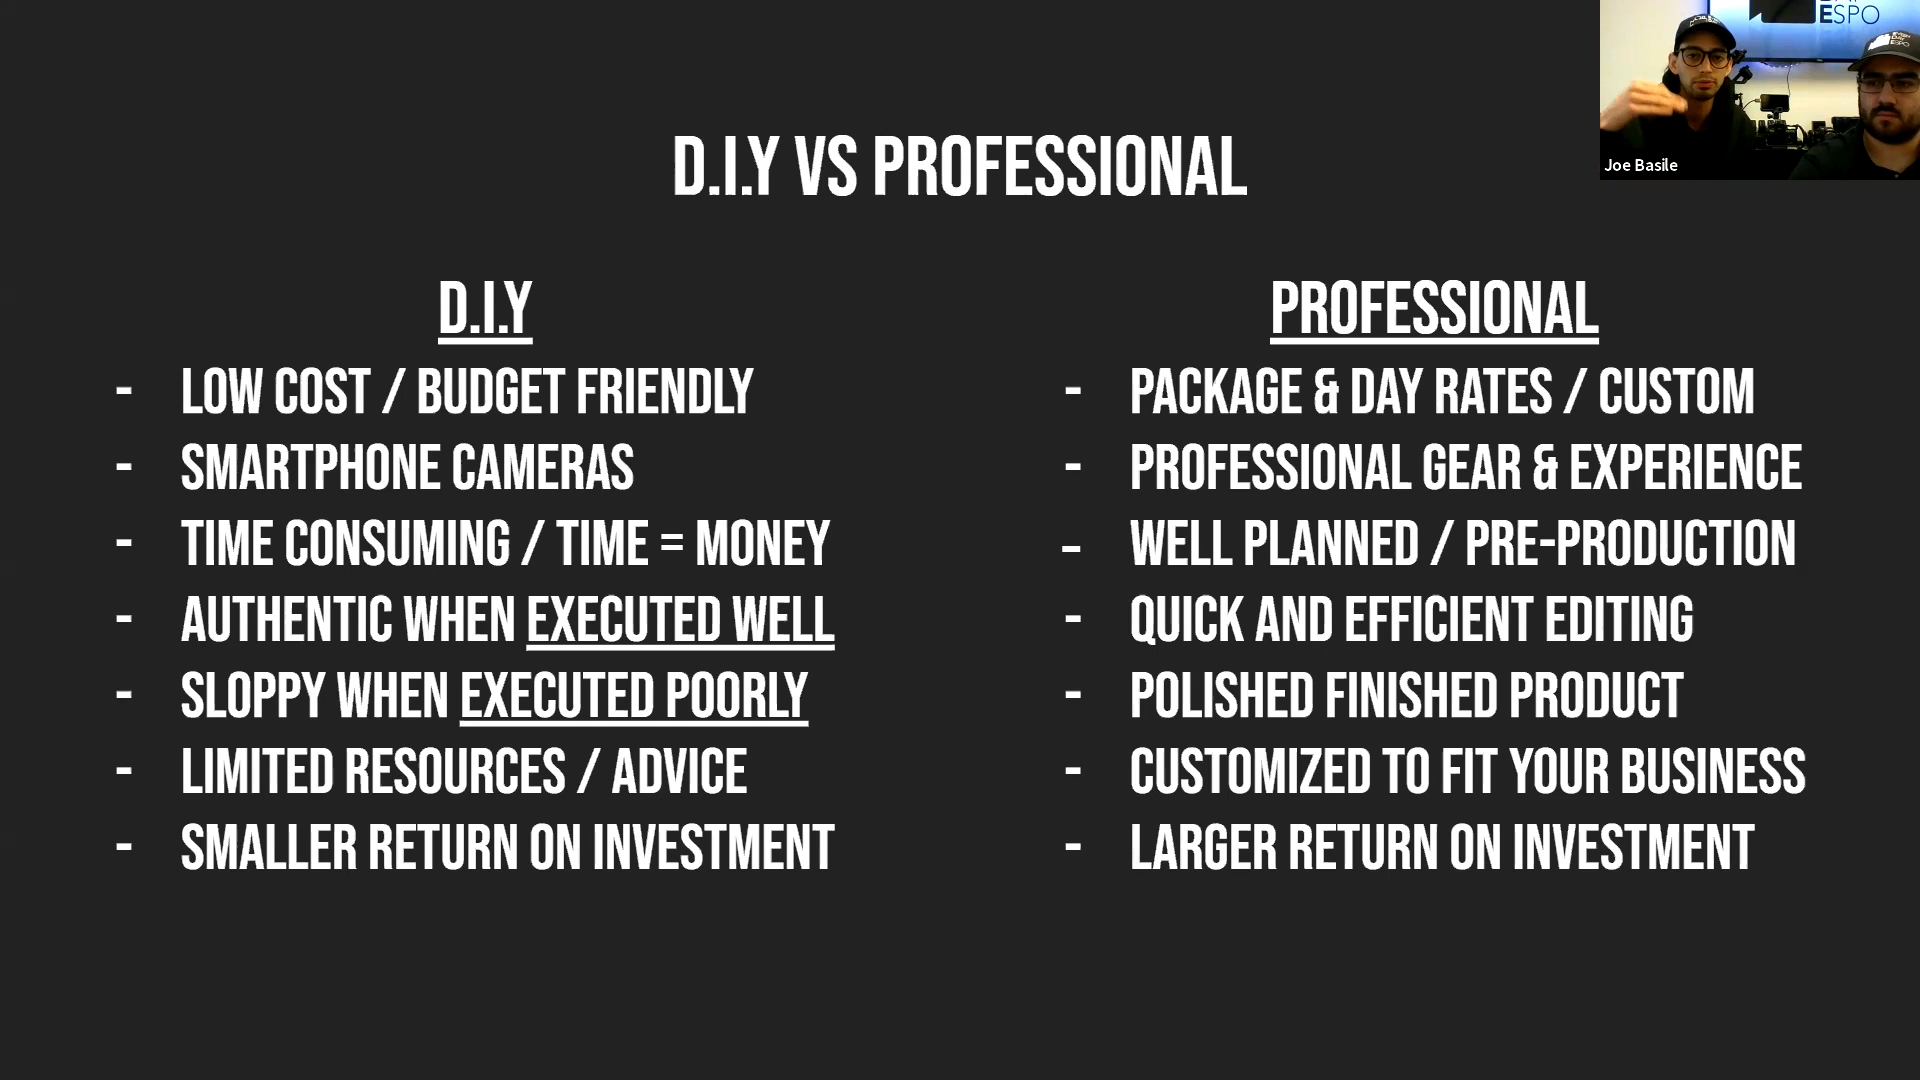 D.I.Y VS PROFESSIONAL
D.I.Y
- LOW COST / BUDGET FRIENDLY
- SMARTPHONE CAMERAS
- TIME CONSUMING / TIME = MONEY
- AUTHENTIC WHEN EXECUTED WELL
- SLOPPY WHEN EXECUTED POORLY
- LIMITED RESOURCES / ADVICE
- SMALLER RETURN ON INVESTMENT
PROFESSIONAL
- PACKAGE & DAY RATES / CUSTOM
- PROFESSIONAL GEAR & EXPERIENCE
- WELL PLANNED / PRE-PRODUCTION
- QUICK AND EFFICIENT EDITING
- POLISHED FINISHED PRODUCT
- CUSTOMIZED TO FIT YOUR BUSINESS
- LARGER RETURN ON INVESTMENT
ESPO
Joe Basile